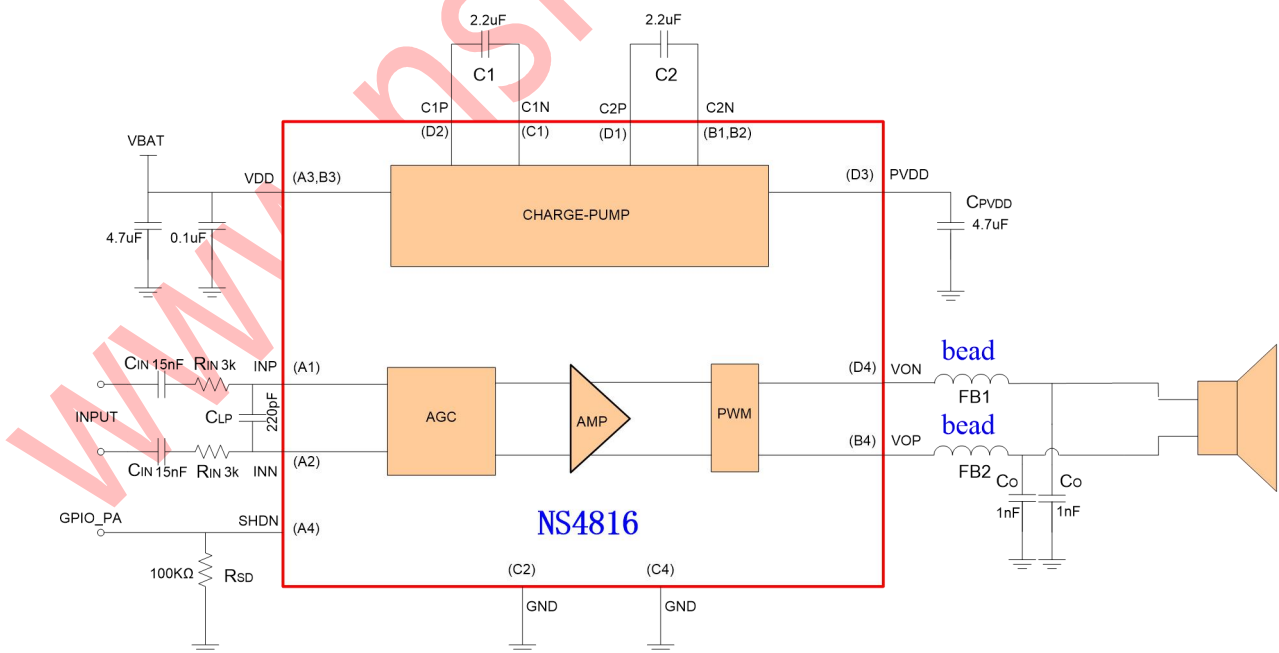 2.2uF
2.2uF
C1
C2
C1P
C1N
C2P
C2N
(D2)
(C1)
(D1)
(B1,B2)
VBAT
VDD
(A3,B3)
(D3)
PVDD
CHARGE-PUMP
CPVDD
4.7uF
4.7uF
0.1uF
CIN 15nF
RIN 3k
INP
(A1)
(D4)
VON
bead
FB1
INPUT
CLP
220pF
AGC
AMP
PWM
bead
CIN 15nF
RIN 3k
INN
(A2)
(B4)
VOP
FB2
CO
CO
1nF
1nF
GPIO_PA
SHDN
(A4)
NS4816
100KΩ
RSD
(C2)
(C4)
GND
GND